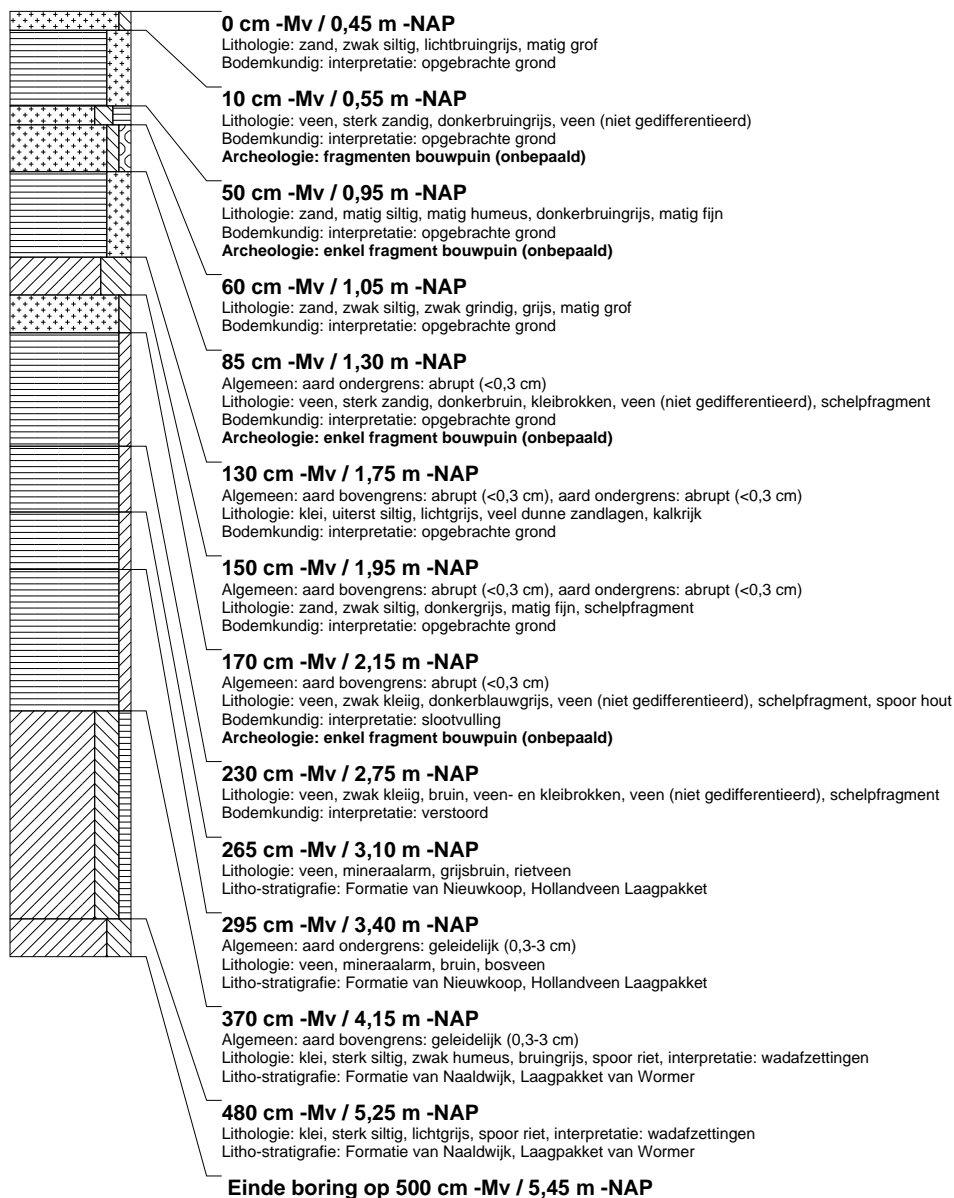 0 cm -Mv / 0,45 m -NAP
Lithologie: zand, zwak siltig, lichtbruingrijs, matig grof
Bodemkundig: interpretatie: opgebrachte grond
10 cm -Mv / 0,55 m -NAP
Lithologie: veen, sterk zandig, donkerbruingrijs, veen (niet gedifferentieerd)
Bodemkundig: interpretatie: opgebrachte grond
Archeologie: fragmenten bouwpuin (onbepaald)
50 cm -Mv / 0,95 m -NAP
Lithologie: zand, matig siltig, matig humeus, donkerbruingrijs, matig fijn
Bodemkundig: interpretatie: opgebrachte grond
Archeologie: enkel fragment bouwpuin (onbepaald)
60 cm -Mv / 1,05 m -NAP
Lithologie: zand, zwak siltig, zwak grindig, grijs, matig grof
Bodemkundig: interpretatie: opgebrachte grond
85 cm -Mv / 1,30 m -NAP
Algemeen: aard ondergrens: abrupt (<0,3 cm)
Lithologie: veen, sterk zandig, donkerbruin, kleibrokken, veen (niet gedifferentieerd), schelpfragment
Bodemkundig: interpretatie: opgebrachte grond
Archeologie: enkel fragment bouwpuin (onbepaald)
130 cm -Mv / 1,75 m -NAP
Algemeen: aard bovengrens: abrupt (<0,3 cm), aard ondergrens: abrupt (<0,3 cm)
Lithologie: klei, uiterst siltig, lichtgrijs, veel dunne zandlagen, kalkrijk
Bodemkundig: interpretatie: opgebrachte grond
150 cm -Mv / 1,95 m -NAP
Algemeen: aard bovengrens: abrupt (<0,3 cm), aard ondergrens: abrupt (<0,3 cm)
Lithologie: zand, zwak siltig, donkergrijs, matig fijn, schelpfragment
Bodemkundig: interpretatie: opgebrachte grond
170 cm -Mv / 2,15 m -NAP
Algemeen: aard bovengrens: abrupt (<0,3 cm)
Lithologie: veen, zwak kleiig, donkerblauwgrijs, veen (niet gedifferentieerd), schelpfragment, spoor hout
Bodemkundig: interpretatie: slootvulling
Archeologie: enkel fragment bouwpuin (onbepaald)
230 cm -Mv / 2,75 m -NAP
Lithologie: veen, zwak kleiig, bruin, veen- en kleibrokken, veen (niet gedifferentieerd), schelpfragment
Bodemkundig: interpretatie: verstoord
265 cm -Mv / 3,10 m -NAP
Lithologie: veen, mineraalarm, grijsbruin, rietveen
Litho-stratigrafie: Formatie van Nieuwkoop, Hollandveen Laagpakket
295 cm -Mv / 3,40 m -NAP
Algemeen: aard ondergrens: geleidelijk (0,3-3 cm)
Lithologie: veen, mineraalarm, bruin, bosveen
Litho-stratigrafie: Formatie van Nieuwkoop, Hollandveen Laagpakket
370 cm -Mv / 4,15 m -NAP
Algemeen: aard bovengrens: geleidelijk (0,3-3 cm)
Lithologie: klei, sterk siltig, zwak humeus, bruingrijs, spoor riet, interpretatie: wadafzettingen
Litho-stratigrafie: Formatie van Naaldwijk, Laagpakket van Wormer
480 cm -Mv / 5,25 m -NAP
Lithologie: klei, sterk siltig, lichtgrijs, spoor riet, interpretatie: wadafzettingen
Litho-stratigrafie: Formatie van Naaldwijk, Laagpakket van Wormer
Einde boring op 500 cm -Mv / 5,45 m -NAP